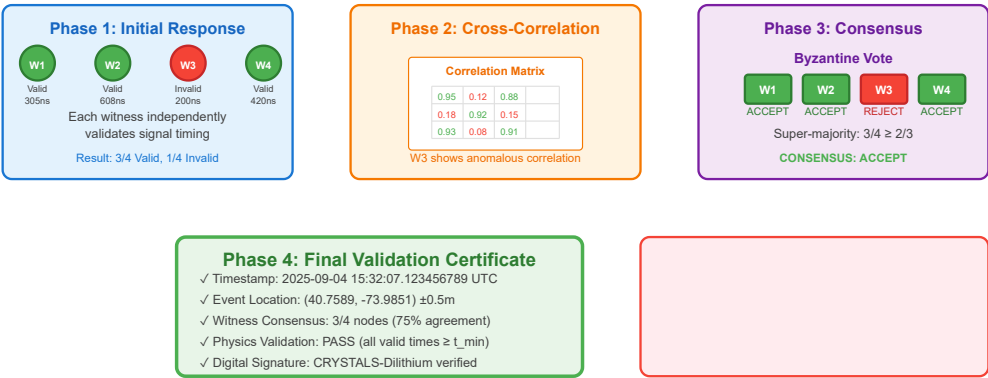 Phase 1: Initial Response
W1 W2 W3 W4
Valid Valid Invalid Valid
305ns 608ns 200ns 420ns
Each witness independently
validates signal timing
Result: 3/4 Valid, 1/4 Invalid
Phase 2: Cross-Correlation
Correlation Matrix
0.95 0.12 0.88
0.18 0.92 0.15
0.93 0.08 0.91
W3 shows anomalous correlation
Phase 3: Consensus
Byzantine Vote
W1 W2 W3 W4
ACCEPT ACCEPT REJECT ACCEPT
Super-majority: 3/4 ≥ 2/3
CONSENSUS: ACCEPT
Phase 4: Final Validation Certificate
✓ Timestamp: 2025-09-04 15:32:07.123456789 UTC
✓ Event Location: (40.7589, -73.9851) ±0.5m
✓ Witness Consensus: 3/4 nodes (75% agreement)
✓ Physics Validation: PASS (all valid times ≥ t_min)
✓ Digital Signature: CRYSTALS-Dilithium verified